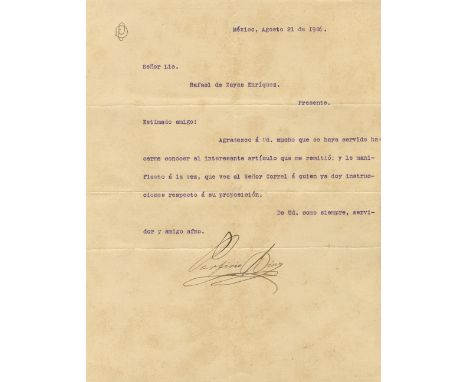 México, Agosto 21 de 1906.
Señor Lic.
Rafael de Zayas Enríquez.
Presente.
Estimado amigo:
Agradezco á Ud. mucho que se haya servido ha-
cerme conocer el interesante artículo que me remitió; y le mani-
fiesto á la vez, que vea al Señor Corral á quien ya doy instruc-
ciones respecto á su proposición.
De Ud. como siempre, servi-
dor y amigo afmo.
Porfirio Diaz